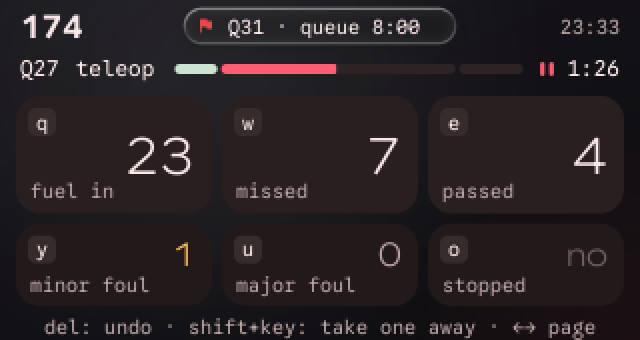 174
Q31 · queue 8:00
23:33
Q27 teleop
1:26
q
23
fuel in
w
7
missed
e
4
passed
y
1
minor foul
u
0
major foul
o
no
stopped
del: undo · shift+key: take one away · ↔ page